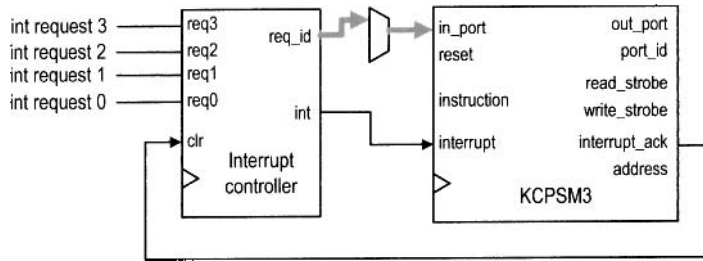 int request 3
int request 2
int request 1
int request 0
req3
req2
req1
req0
clr
req_id
int
Interrupt
controller
in_port
reset
instruction
interrupt
out_port
port_id
read_strobe
write_strobe
interrupt_ack
address
KCPSM3